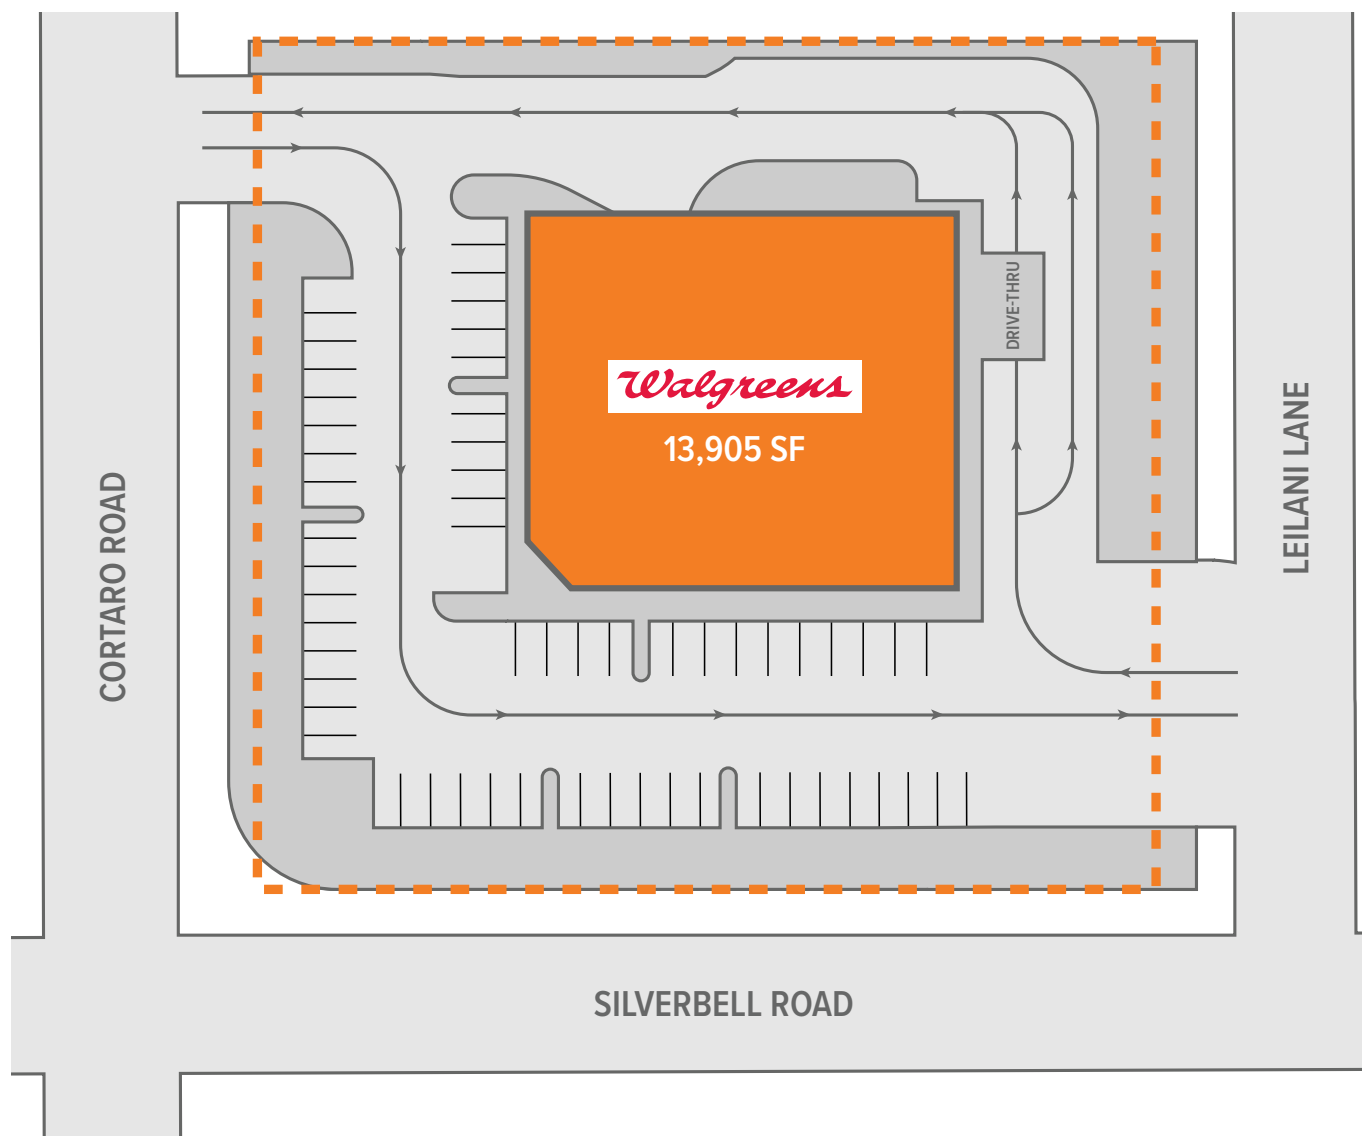 DRIVE-THRU
Walgreens
13,905 SF
CORTARO ROAD
LEILANI LANE
SILVERBELL ROAD